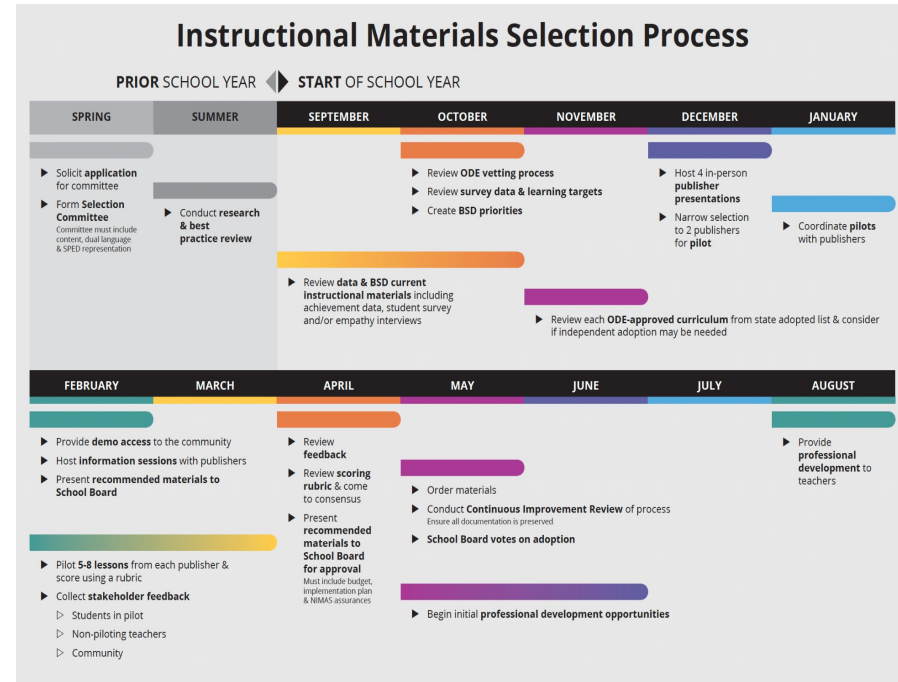 Instructional Materials Selection Process
PRIOR SCHOOL YEAR START OF SCHOOL YEAR
SPRING SUMMER SEPTEMBER OCTOBER NOVEMBER DECEMBER JANUARY
Solicit application
for committee
Form Selection
Committee
Committee must include
content, dual language
& SPED representation
Conduct research
& best
practice review
Review data & BSD current
instructional materials including
achievement data, student survey
and/or empathy interviews
Review ODE vetting process
Review survey data & learning targets
Create BSD priorities
Review each ODE-approved curriculum from state adopted list & consider
if independent adoption may be needed
Host 4 in-person
publisher
presentations
Narrow selection
to 2 publishers
for pilot
Coordinate pilots
with publishers
FEBRUARY MARCH APRIL MAY JUNE JULY AUGUST
Provide demo access to the community
Host information sessions with publishers
Present recommended materials to
School Board
Pilot 5-8 lessons from each publisher &
score using a rubric
Collect stakeholder feedback
Students in pilot
Non-piloting teachers
Community
Review
feedback
Review scoring
rubric & come
to consensus
Present
recommended
materials to
School Board
for approval
Must include budget,
implementation plan
& NIMAS assurances
Order materials
Conduct Continuous Improvement Review of process
Ensure all documentation is preserved
School Board votes on adoption
Begin initial professional development opportunities
Provide
professional
development to
teachers